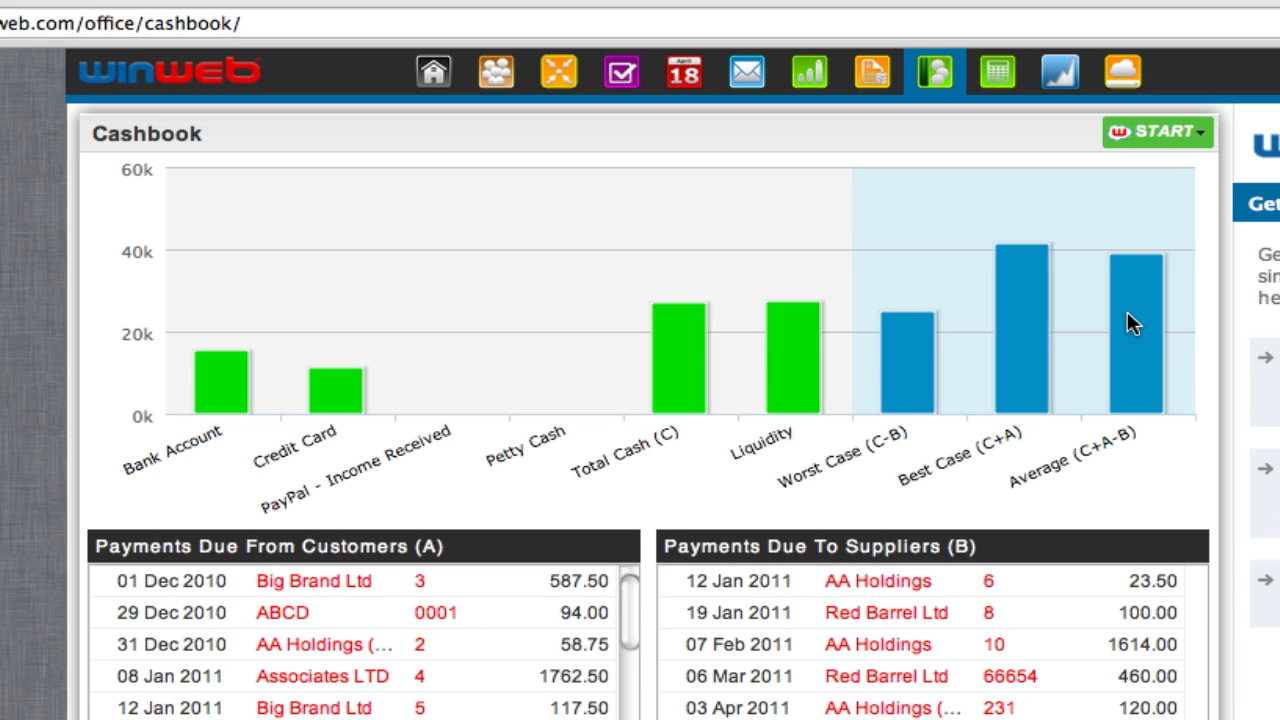 web.com/office/cashbook/
winweb
April
18
Cashbook
START
60k
40k
20k
0k
Bank Account
Credit Card
PayPal - Income Received
Petty Cash
Total Cash (C)
Liquidity
Worst Case (C-B)
Best Case (C+A)
Average (C+A-B)
Get
Ge
sim
he
Payments Due From Customers (A)
01 Dec 2010 Big Brand Ltd 3 587.50
29 Dec 2010 ABCD 0001 94.00
31 Dec 2010 AA Holdings (... 2 58.75
08 Jan 2011 Associates LTD 4 1762.50
12 Jan 2011 Big Brand Ltd 5 117.50
Payments Due To Suppliers (B)
12 Jan 2011 AA Holdings 6 23.50
19 Jan 2011 Red Barrel Ltd 8 100.00
07 Feb 2011 AA Holdings 10 1614.00
06 Mar 2011 Red Barrel Ltd 66654 460.00
03 Apr 2011 AA Holdings (... 231 120.00